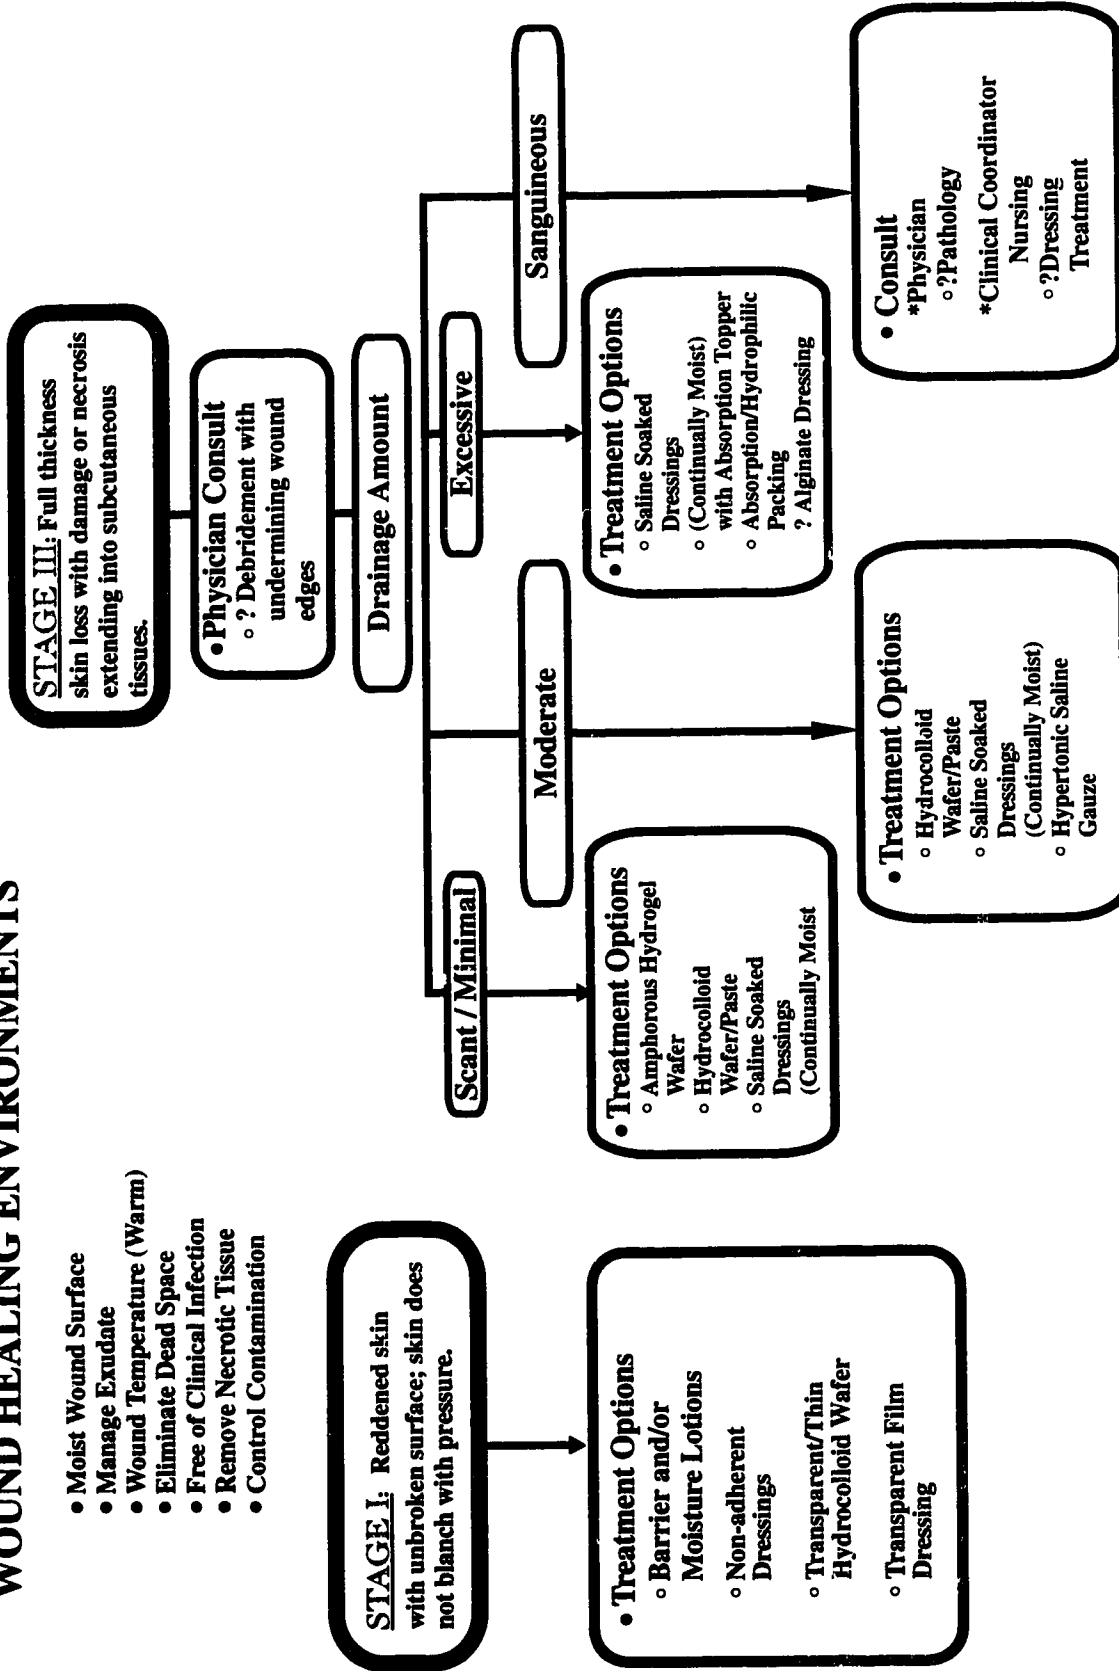 WOUND HEALING ENVIRONMENTS
• Moist Wound Surface
• Manage Exudate
• Wound Temperature (Warm)
• Eliminate Dead Space
• Free of Clinical Infection
• Remove Necrotic Tissue
• Control Contamination
STAGE I: Reddened skin
with unbroken surface; skin does
not blanch with pressure.
• Treatment Options
○ Barrier and/or
Moisture Lotions
○ Non-adherent
Dressings
○ Transparent/Thin
Hydrocolloid Wafer
○ Transparent Film
Dressing
STAGE III: Full thickness
skin loss with damage or necrosis
extending into subcutaneous
tissues.
•Physician Consult
○ ? Debridement with
undermining wound
edges
Drainage Amount
Scant / Minimal
• Treatment Options
○ Amphorous Hydrogel
Wafer
○ Hydrocolloid
Wafer/Paste
○ Saline Soaked
Dressings
(Continually Moist
Moderate
• Treatment Options
○ Hydrocolloid
Wafer/Paste
○ Saline Soaked
Dressings
(Continually Moist)
○ Hypertonic Saline
Gauze
Excessive
• Treatment Options
○ Saline Soaked
Dressings
○ (Continually Moist)
with Absorption Topper
○ Absorption/Hydrophilic
Packing
? Alginate Dressing
Sanguineous
• Consult
*Physician
○ ?Pathology
*Clinical Coordinator
Nursing
○ ?Dressing
Treatment